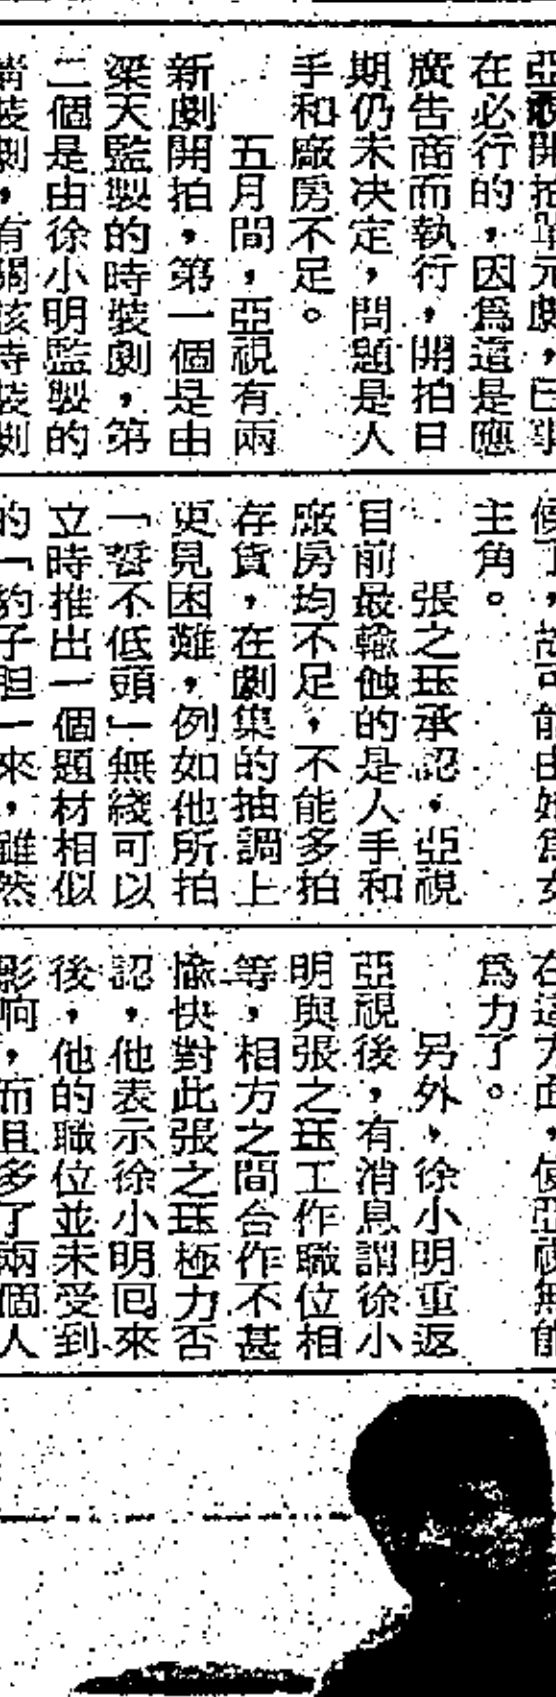 亞視開拍單元劇，已事
在必行的，因爲這是應
廣告商而執行，開拍日
期仍未決定，問題是人
手和廠房不足。
五月間，亞視有兩
新劇開拍，第一個是由
梁天監製的時裝劇，第
二個是由徐小明監製的
裝劇，有關該時裝劇
了，故可能由她爲女
主角。
張之珏承認，亞視
目前最輸蝕的是人手和
廠房均不足，不能多拍
存貨，在劇集的抽調上
更見困難，例如他所拍
「誓不低頭」無綫可以
立時推出一個題材相似
的「豹子胆」來，雖然
在這方面，使亞視無能
爲力了。
另外，徐小明重返
亞視後，有消息謂徐小
明與張之珏工作職位相
等，相方之間合作不甚
愉快對此張之珏極力否
認，他表示徐小明回來
後，他的職位並未受到
影响，而且多了兩個人